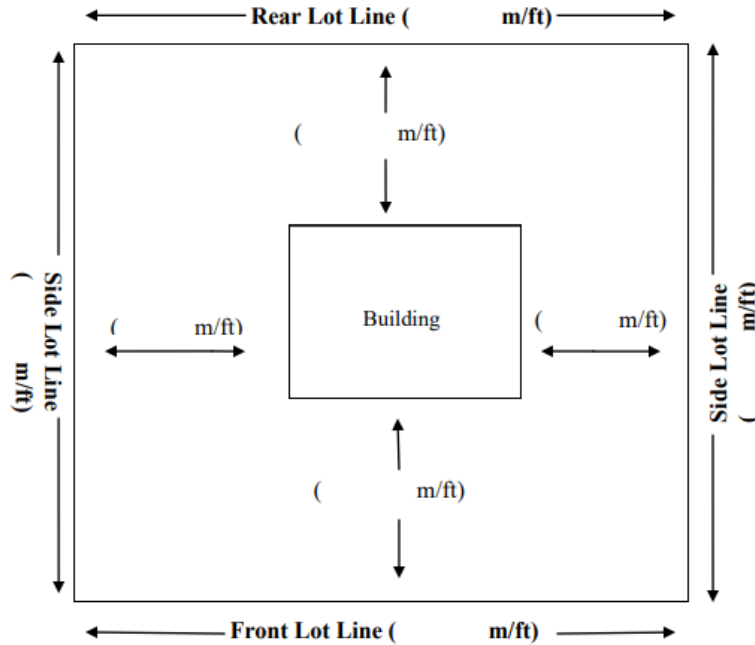 Rear Lot Line ( m/ft)
( m/ft)
Side Lot Line
( m/ft)
( m/ft)
Building
( m/ft)
Side Lot Line
( m/ft)
( m/ft)
Front Lot Line ( m/ft)